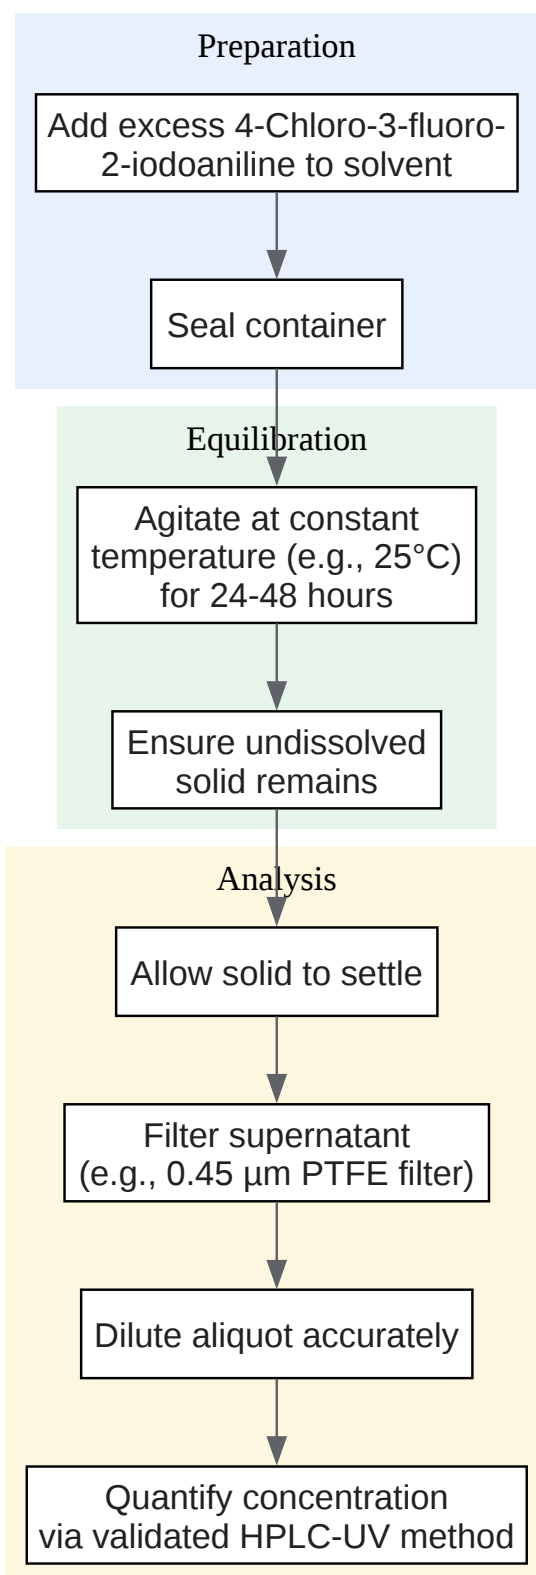 Preparation
Add excess 4-Chloro-3-fluoro-
2-iodoaniline to solvent
Seal container
Equilibration
Agitate at constant
temperature (e.g., 25°C)
for 24-48 hours
Ensure undissolved
solid remains
Analysis
Allow solid to settle
Filter supernatant
(e.g., 0.45 µm PTFE filter)
Dilute aliquot accurately
Quantify concentration
via validated HPLC-UV method